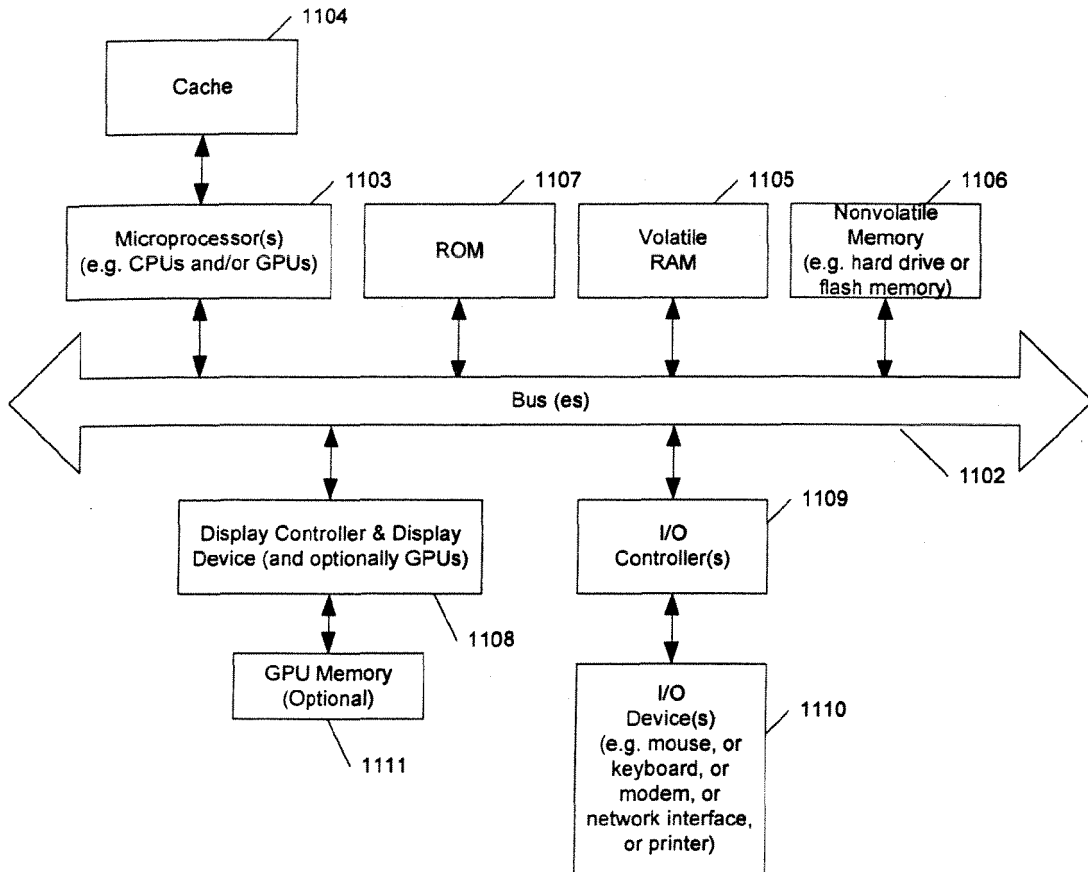 1104
Cache
1103
1107
1105
1106
Microprocessor(s)
(e.g. CPUs and/or GPUs)
ROM
Volatile
RAM
Nonvolatile
Memory
(e.g. hard drive or
flash memory)
Bus (es)
1102
1109
Display Controller & Display
Device (and optionally GPUs)
I/O
Controller(s)
1108
GPU Memory
(Optional)
1111
I/O
Device(s)
(e.g. mouse, or
keyboard, or
modem, or
network interface,
or printer)
1110